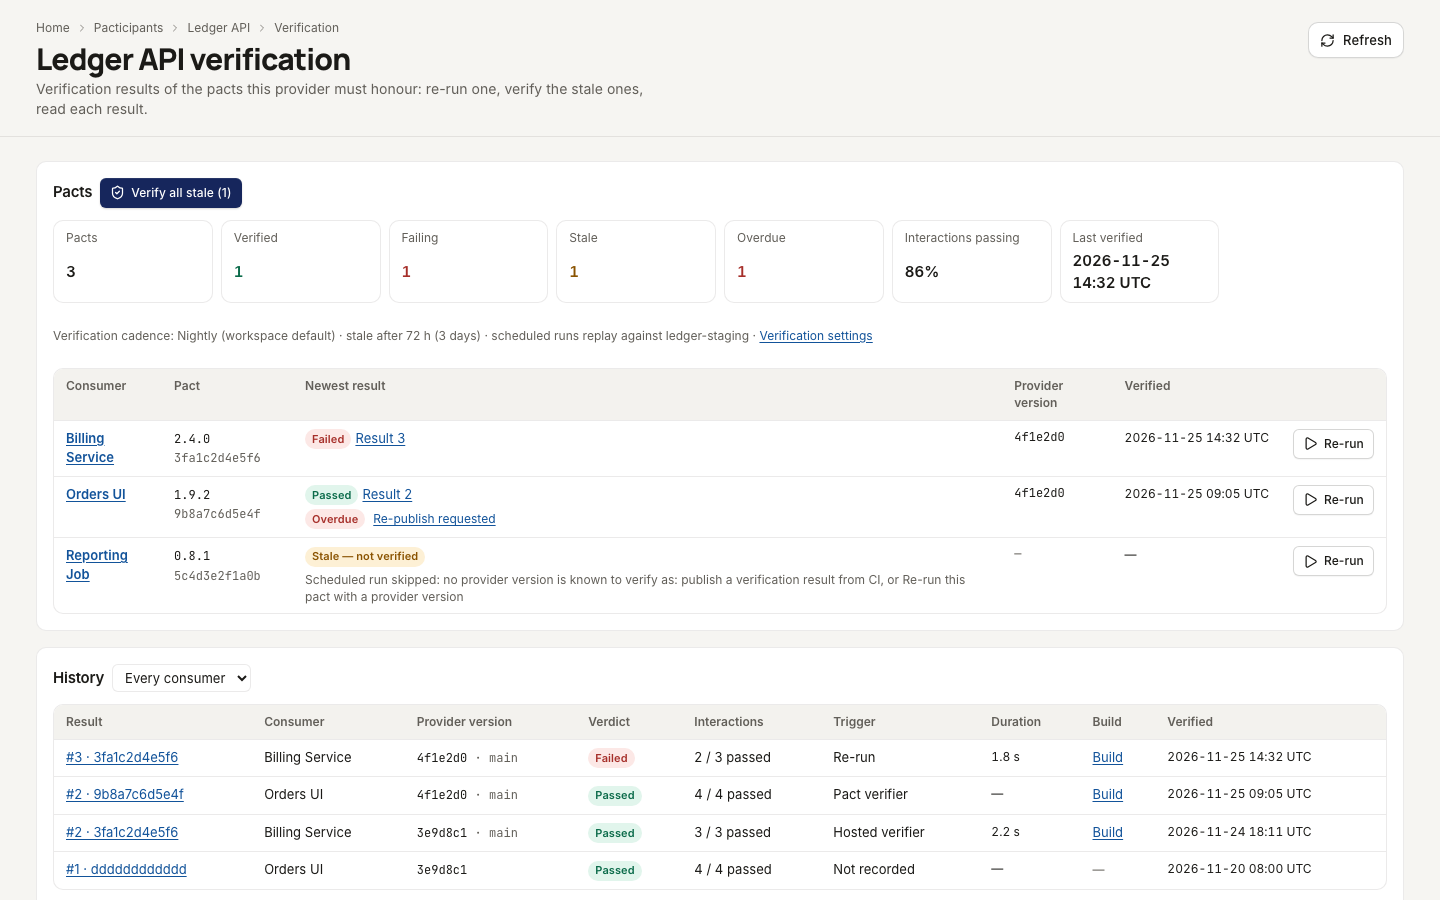 Home > Pacticipants > Ledger API > Verification
Ledger API verification
Verification results of the pacts this provider must honour: re-run one, verify the stale ones,
read each result.
Refresh
Pacts
Verify all stale (1)
Pacts
3
Verified
1
Failing
1
Stale
1
Overdue
1
Interactions passing
86%
Last verified
2026-11-25
14:32 UTC
Verification cadence: Nightly (workspace default) · stale after 72 h (3 days) · scheduled runs replay against ledger-staging · Verification settings
Consumer Pact Newest result Provider version Verified
Billing Service 2.4.0 3fa1c2d4e5f6 Failed Result 3 4f1e2d0 2026-11-25 14:32 UTC Re-run
Orders UI 1.9.2 9b8a7c6d5e4f Passed Result 2 4f1e2d0 2026-11-25 09:05 UTC Re-run
Overdue Re-publish requested
Reporting Job 0.8.1 5c4d3e2f1a0b Stale — not verified – — Re-run
Scheduled run skipped: no provider version is known to verify as: publish a verification result from CI, or Re-run this
pact with a provider version
History Every consumer
Result Consumer Provider version Verdict Interactions Trigger Duration Build Verified
#3 · 3fa1c2d4e5f6 Billing Service 4f1e2d0 · main Failed 2 / 3 passed Re-run 1.8 s Build 2026-11-25 14:32 UTC
#2 · 9b8a7c6d5e4f Orders UI 4f1e2d0 · main Passed 4 / 4 passed Pact verifier — Build 2026-11-25 09:05 UTC
#2 · 3fa1c2d4e5f6 Billing Service 3e9d8c1 · main Passed 3 / 3 passed Hosted verifier 2.2 s Build 2026-11-24 18:11 UTC
#1 · dddddddddddd Orders UI 3e9d8c1 Passed 4 / 4 passed Not recorded — — 2026-11-20 08:00 UTC